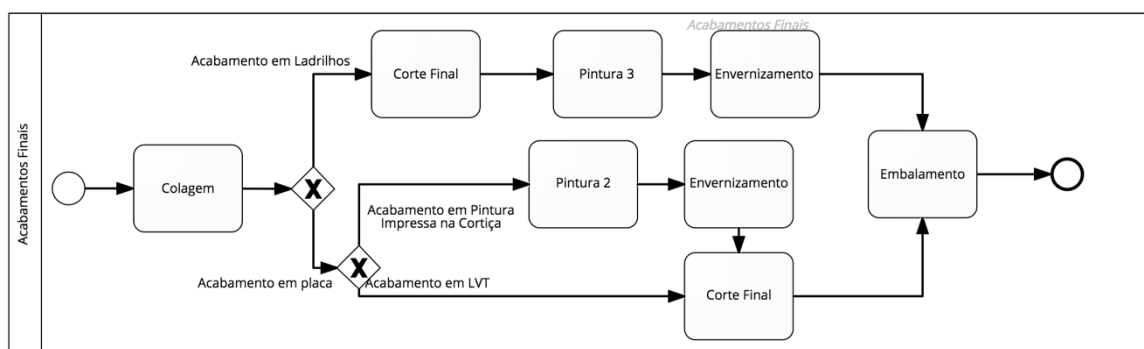 Acabamentos Finais
Acabamentos Finais
Acabamento em Ladrilhos
Corte Final
Pintura 3
Envernizamento
Colagem
X
Acabamento em Pintura
Impressa na Cortiça
Pintura 2
Envernizamento
Embalamento
Acabamento em placa
X
Acabamento em LVT
Corte Final